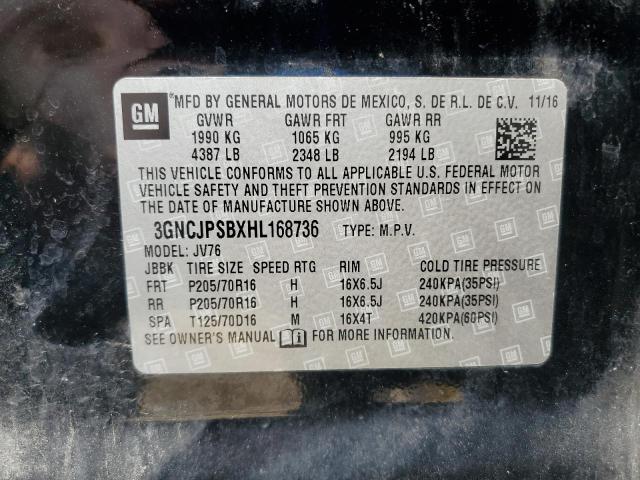 GM *MFD BY GENERAL MOTORS DE MEXICO, S. DE R.L. DE C.V. 11/16
GVWR GAWR FRT GAWR RR
1990 KG 1065 KG 995 KG
4387 LB 2348 LB 2194 LB
THIS VEHICLE CONFORMS TO ALL APPLICABLE U.S. FEDERAL MOTOR
VEHICLE SAFETY AND THEFT PREVENTION STANDARDS IN EFFECT ON
THE DATE OF MANUFACTURE SHOWN ABOVE.
3GNCJPSBXHL168736 TYPE: M.P.V.
MODEL: JV76
JBBK TIRE SIZE SPEED RTG RIM COLD TIRE PRESSURE
FRT P205/70R16 H 16X6.5J 240KPA(35PSI)
RR P205/70R16 H 16X6.5J 240KPA(35PSI)
SPA T125/70D16 M 16X4T 420KPA(60PSI)
SEE OWNER'S MANUAL FOR MORE INFORMATION.